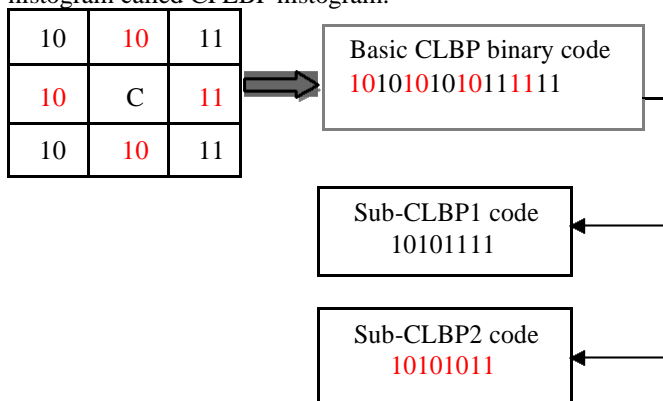 histogram called histogram.
10 10 11
10 C 11
10 10 11
Basic CLBP binary code
1010101010111111
Sub-CLBP1 code
10101111
Sub-CLBP2 code
10101011